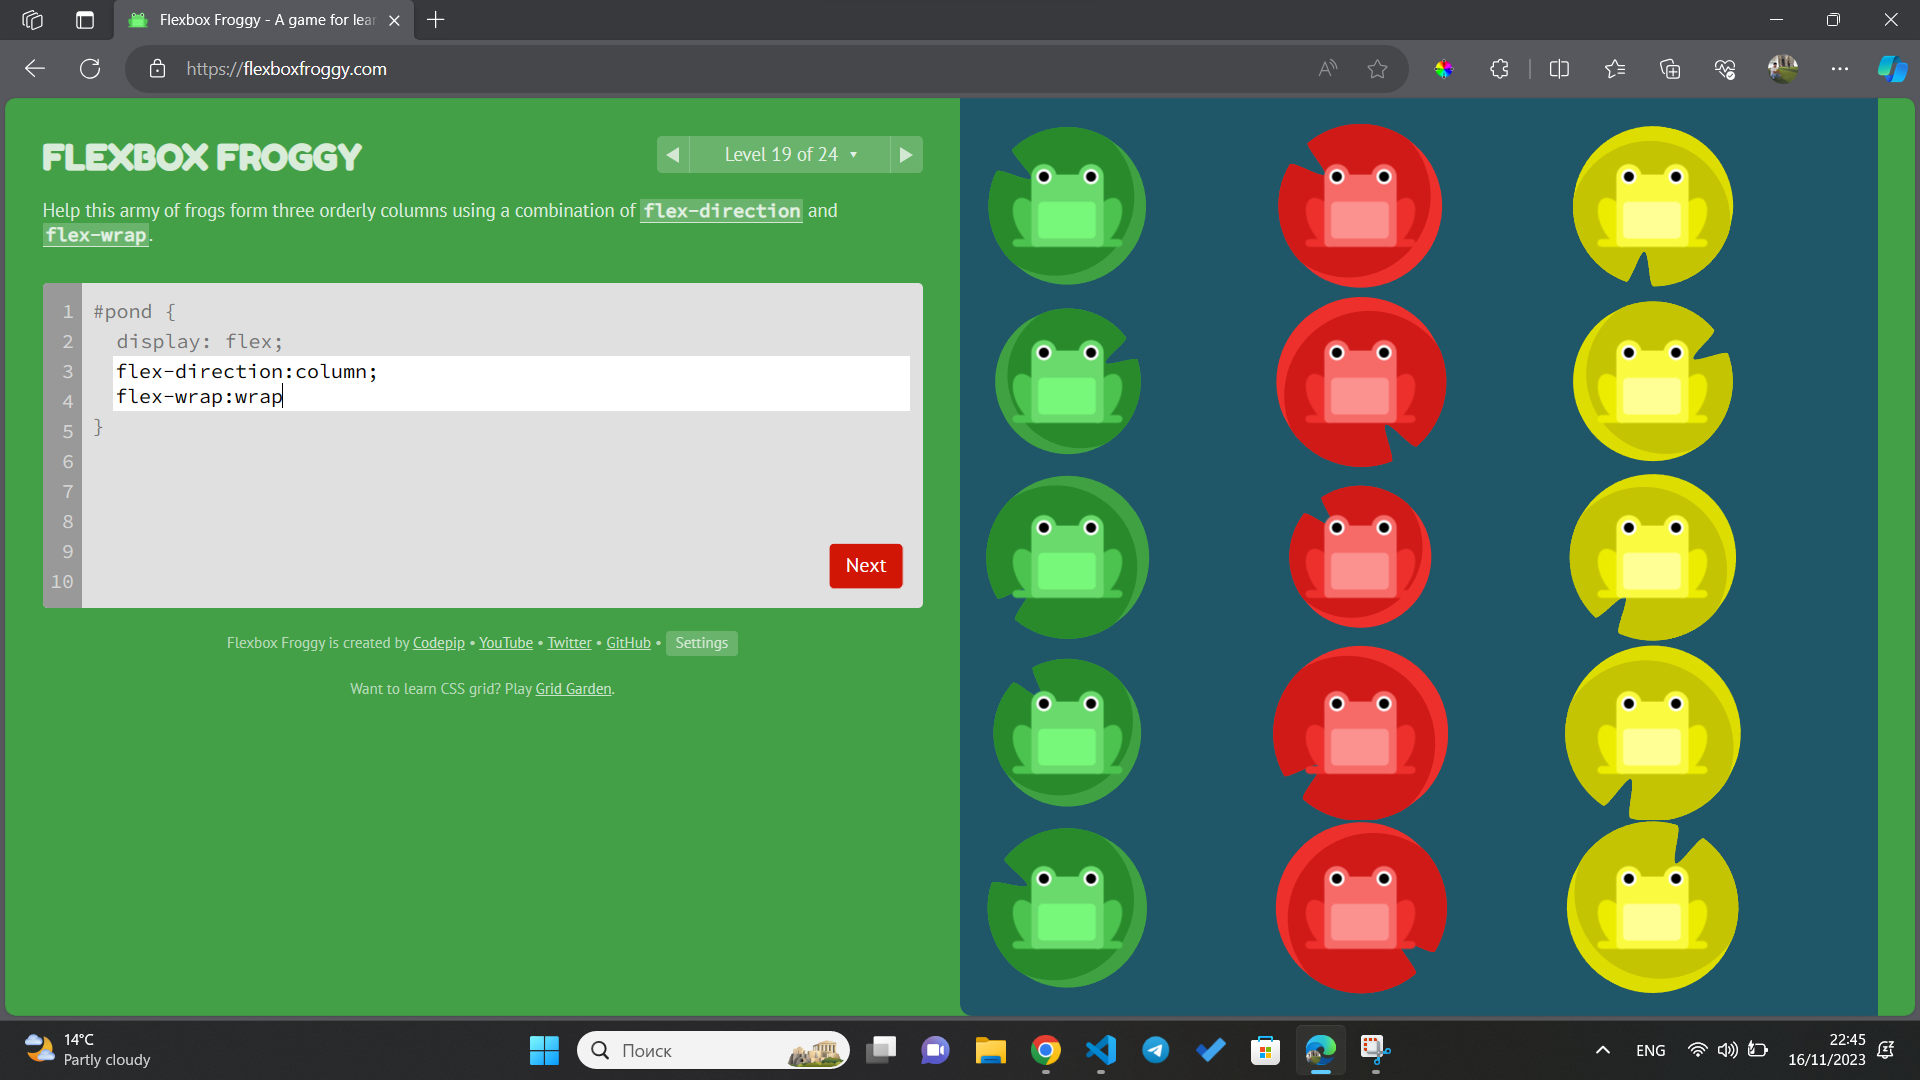 Flexbox Froggy - A game for lear
https://flexboxfroggy.com
FLEXBOX FROGGY
Level 19 of 24
Help this army of frogs form three orderly columns using a combination of flex-direction and
flex-wrap.
1 #pond {
2 display: flex;
3 flex-direction:column;
4 flex-wrap:wrap
5 }
6
7
8
9
10
Next
Flexbox Froggy is created by Codepip • YouTube • Twitter • GitHub • Settings
Want to learn CSS grid? Play Grid Garden.
14°C
Partly cloudy
Поиск
ENG
22:45
16/11/2023